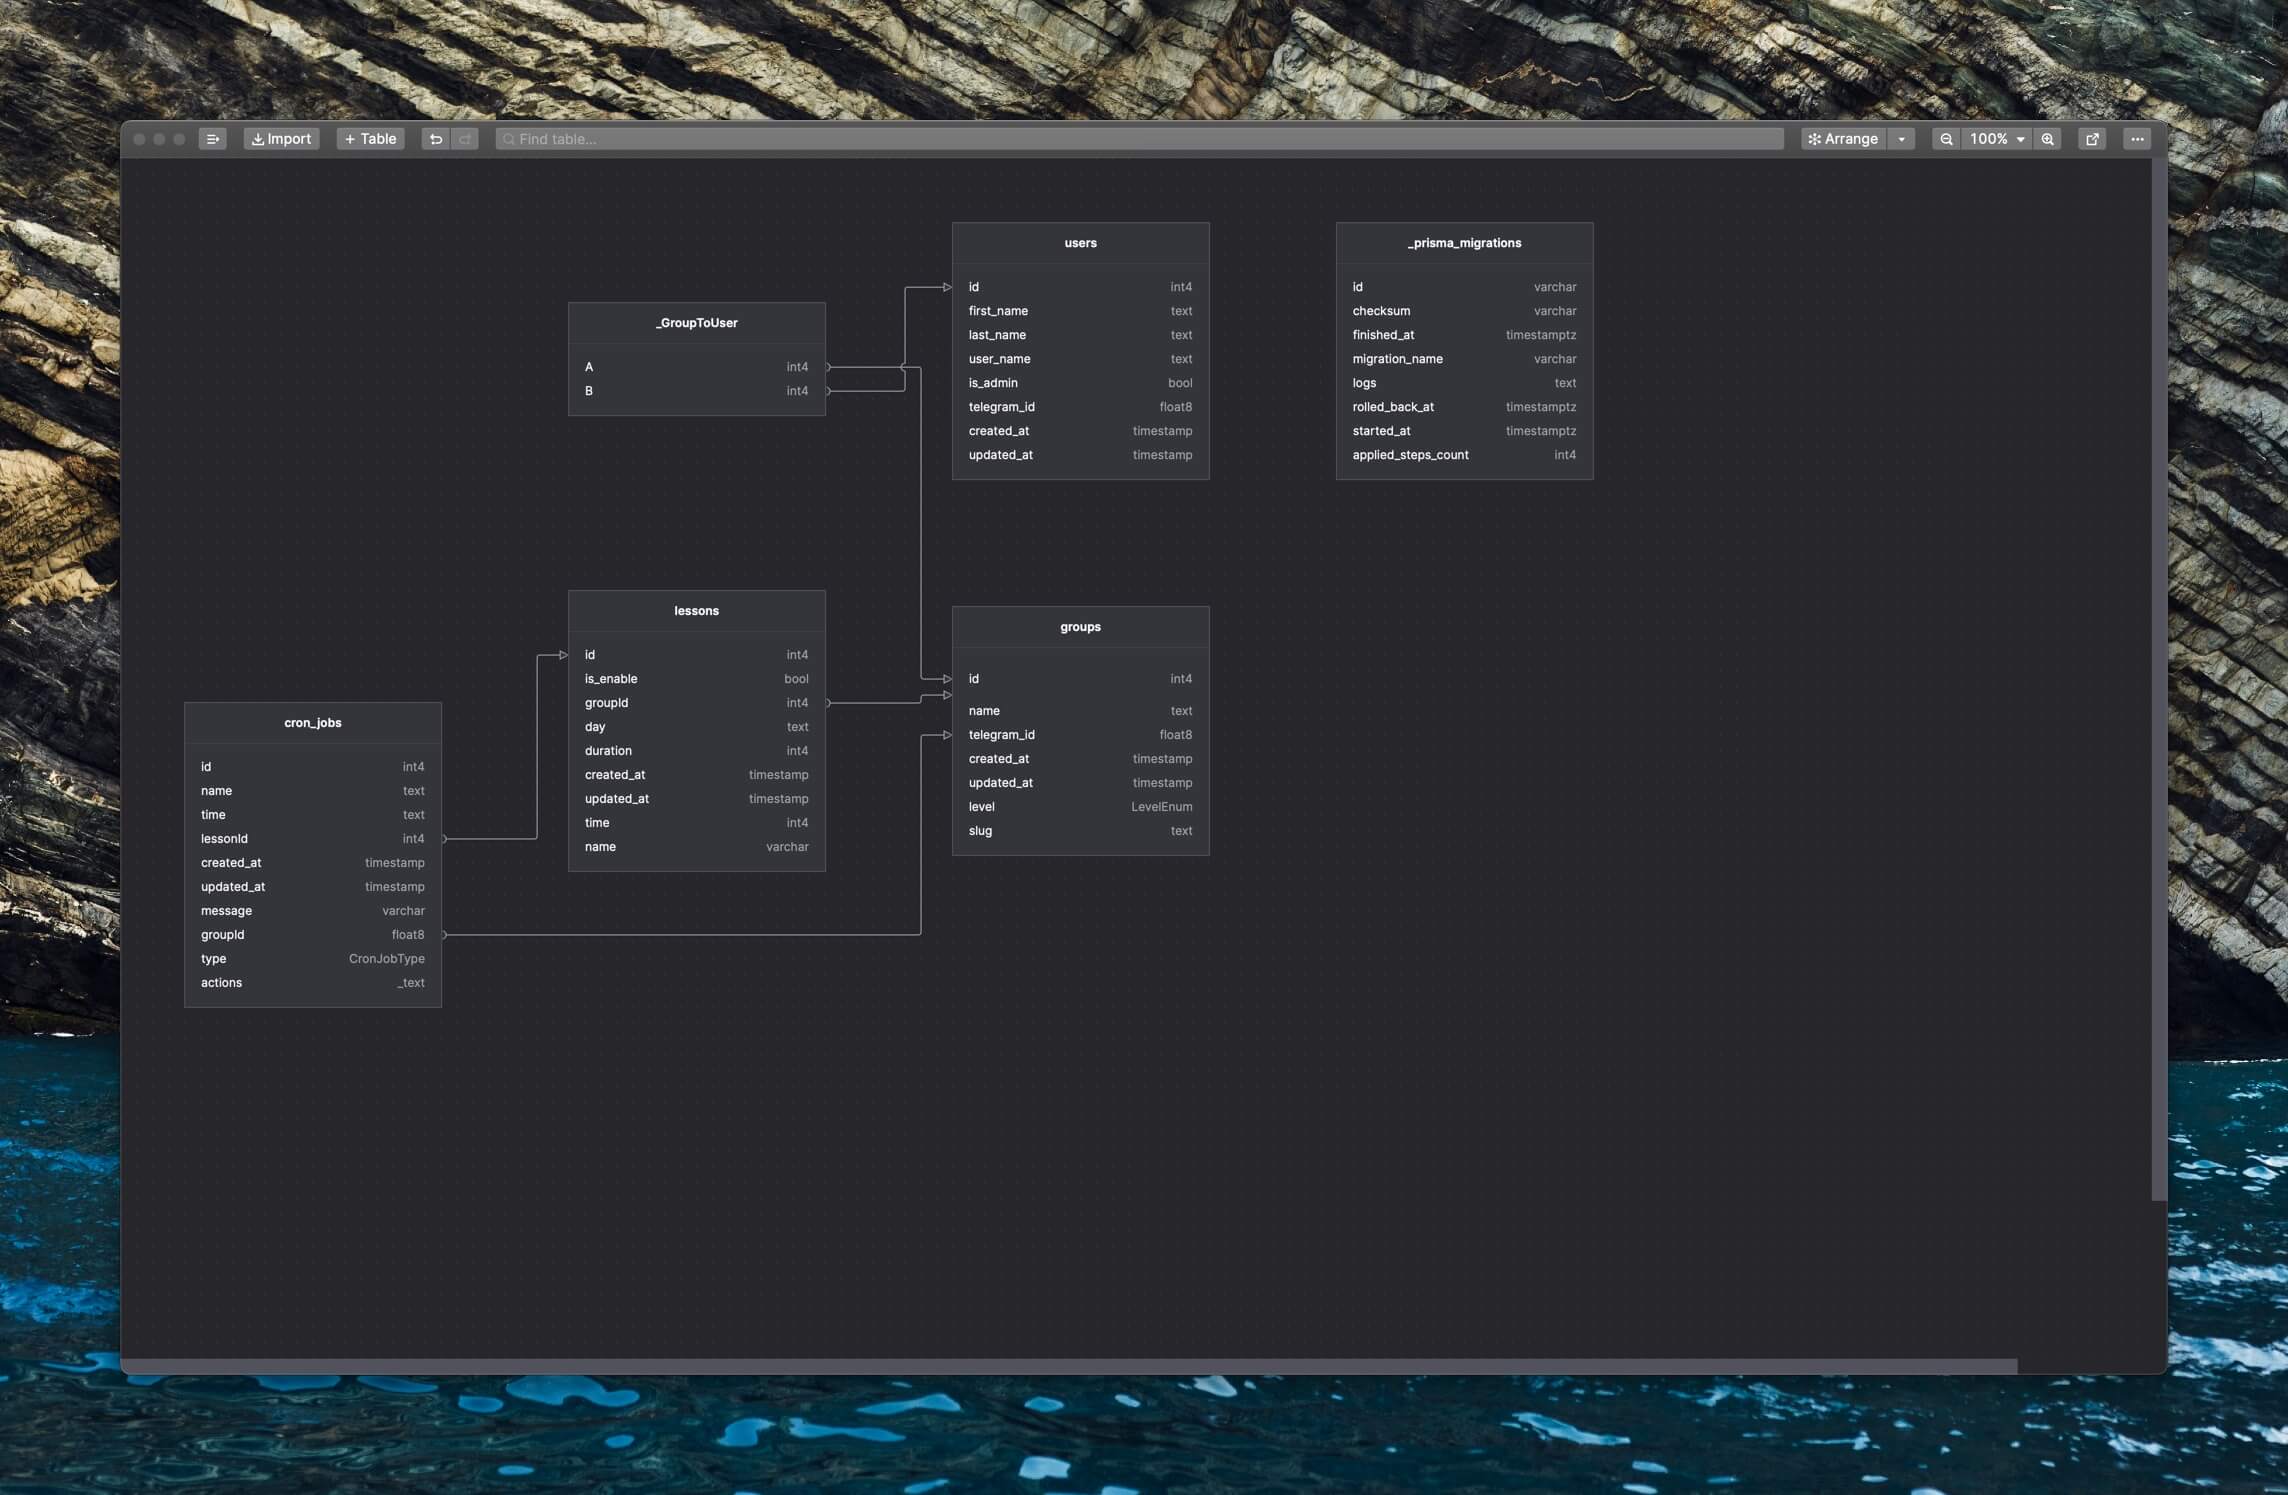 Import
+ Table
Find table...
Arrange
100%
users
id int4
first_name text
last_name text
user_name text
is_admin bool
telegram_id float8
created_at timestamp
updated_at timestamp
_prisma_migrations
id varchar
checksum varchar
finished_at timestamptz
migration_name varchar
logs text
rolled_back_at timestamptz
started_at timestamptz
applied_steps_count int4
_GroupToUser
A int4
B int4
lessons
id int4
is_enable bool
groupId int4
day text
duration int4
created_at timestamp
updated_at timestamp
time int4
name varchar
groups
id int4
name text
telegram_id float8
created_at timestamp
updated_at timestamp
level LevelEnum
slug text
cron_jobs
id int4
name text
time text
lessonId int4
created_at timestamp
updated_at timestamp
message varchar
groupId float8
type CronJobType
actions _text